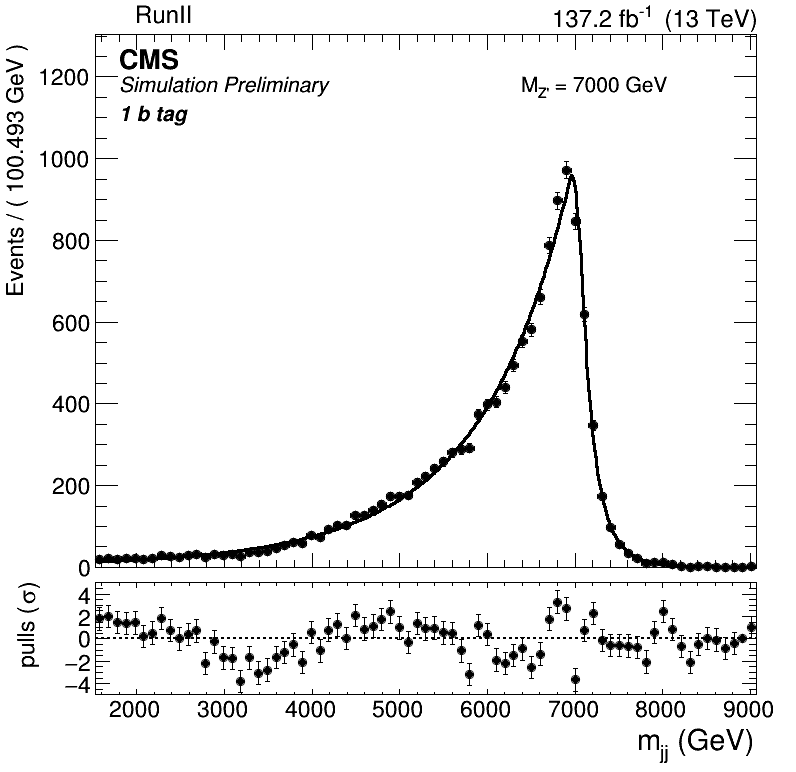 RunII
137.2 fb⁻¹ (13 TeV)
CMS
Simulation Preliminary
1 b tag
M_Z' = 7000 GeV
Events / ( 100.493 GeV )
1200
1000
800
600
400
200
0
pulls (σ)
4
2
0
−2
−4
2000 3000 4000 5000 6000 7000 8000 9000
m_jj (GeV)